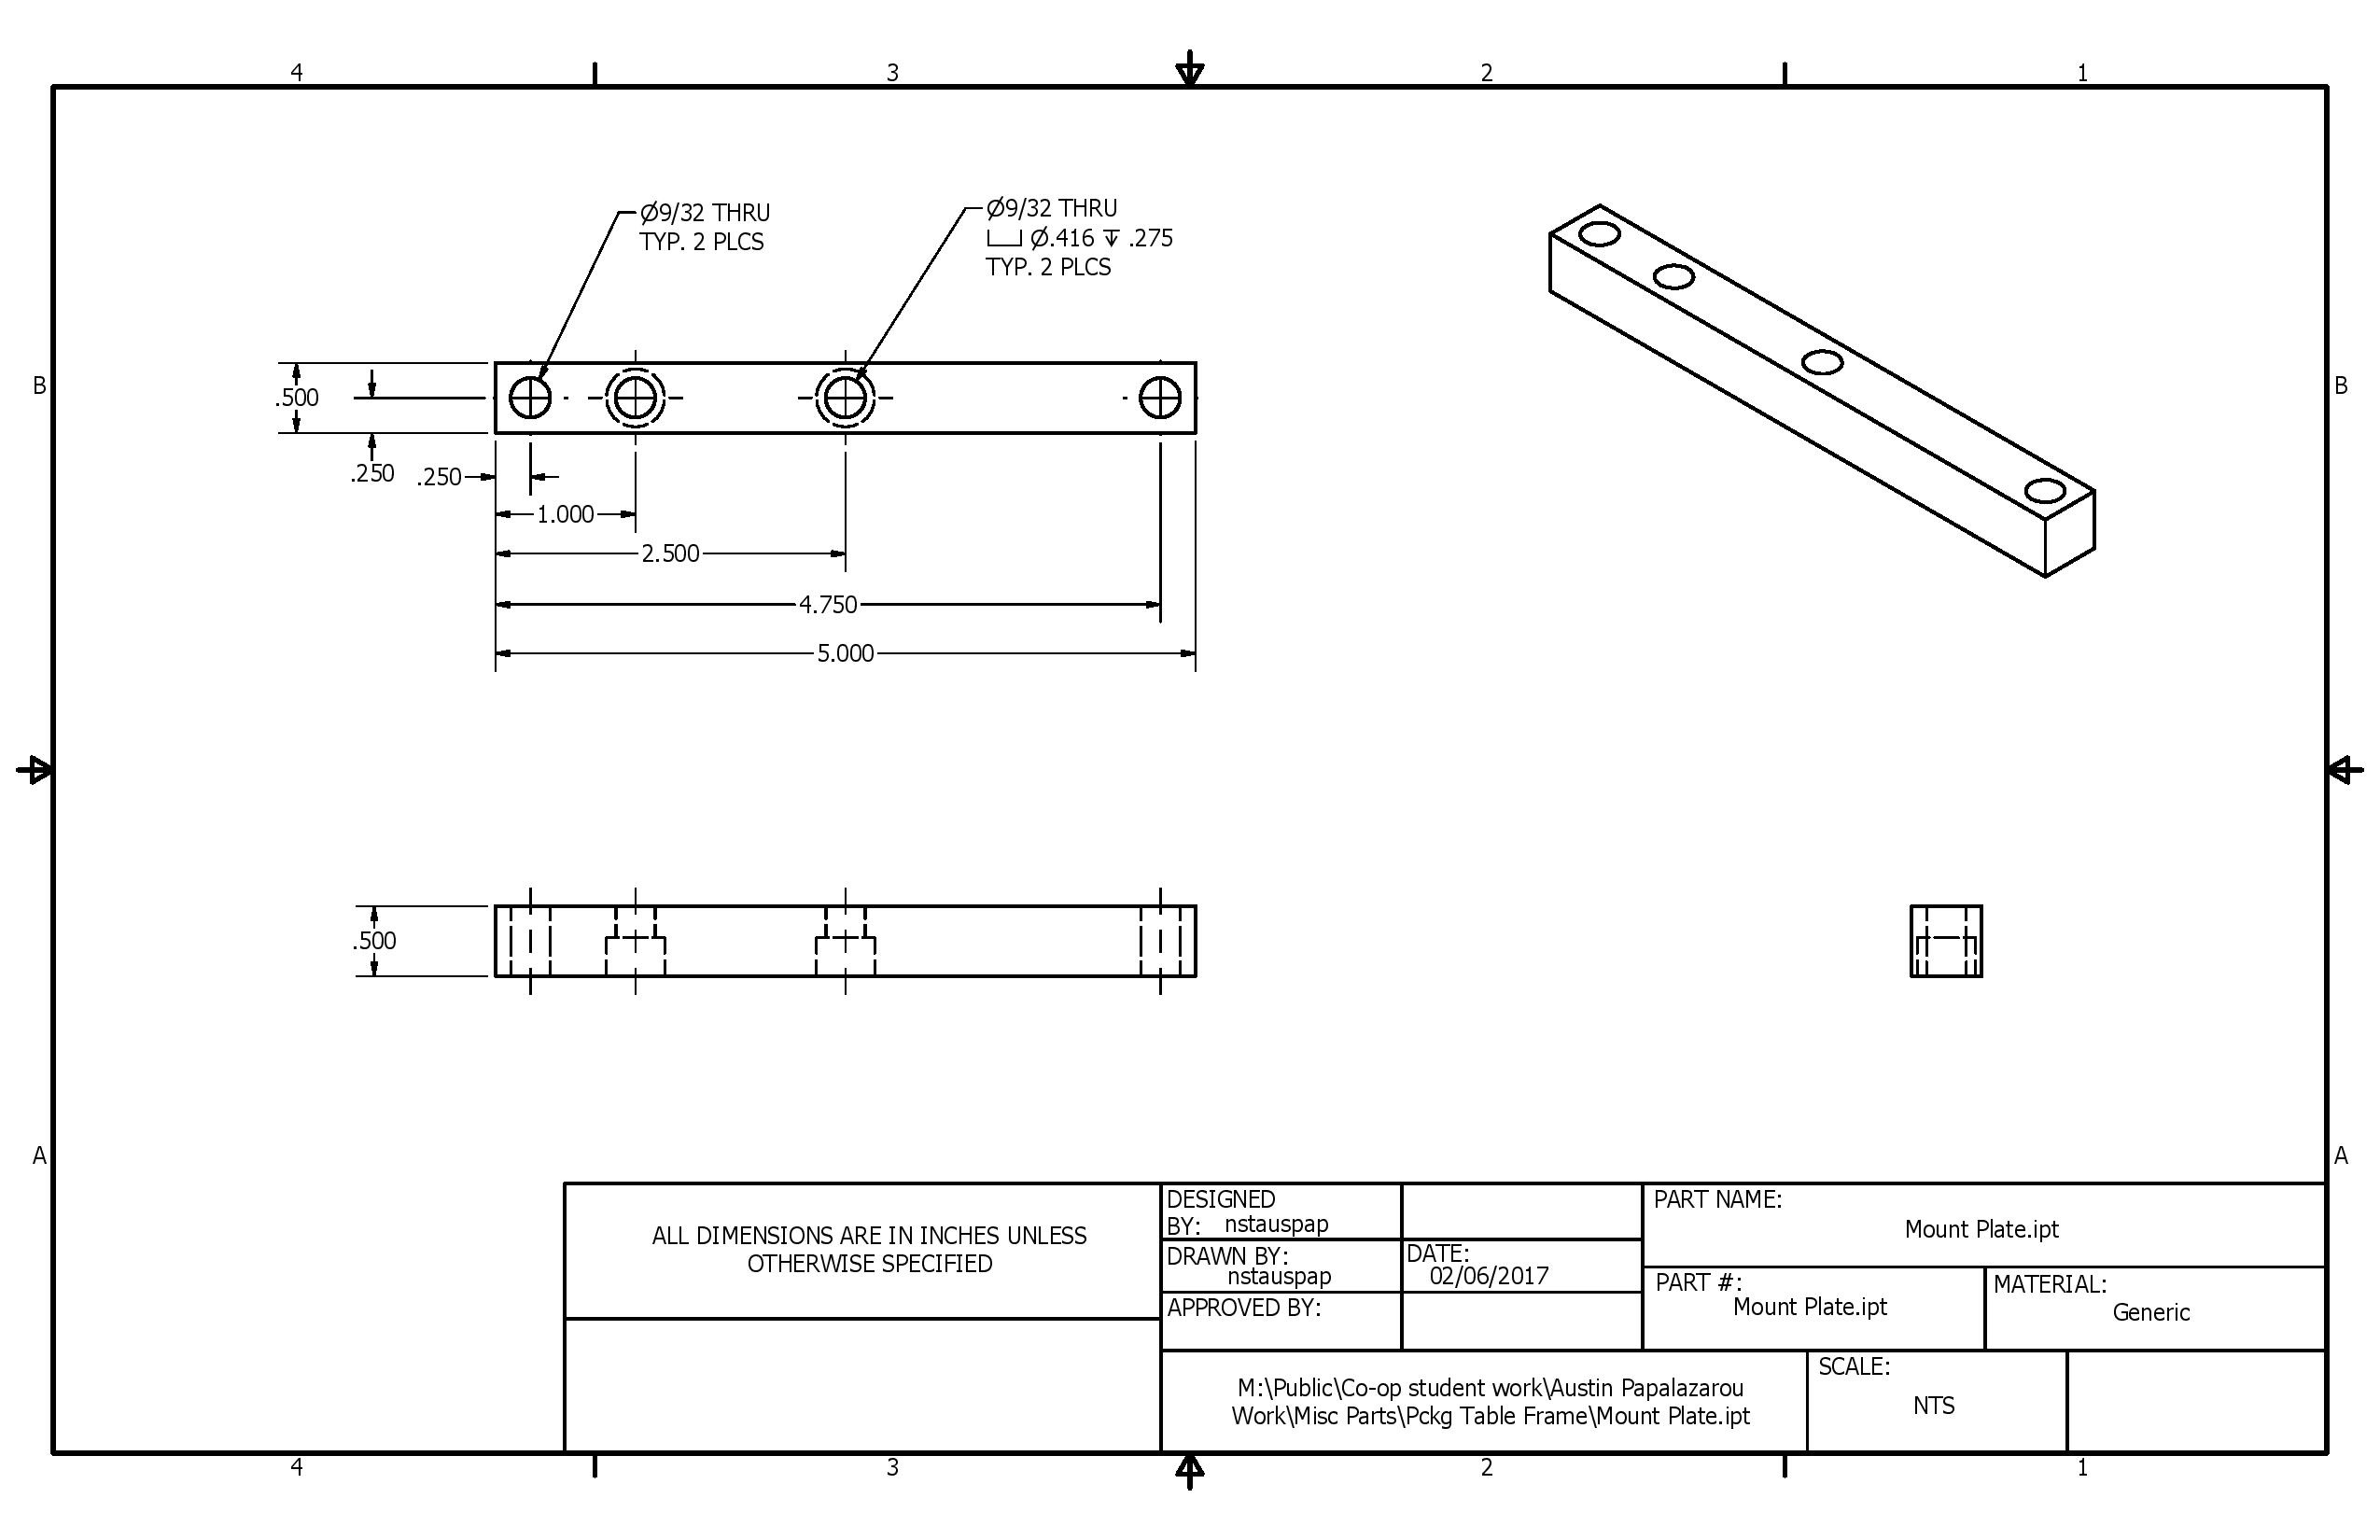 4 3 2 1
Ø9/32 THRU
TYP. 2 PLCS
Ø9/32 THRU
⌴ Ø.416 ↧ .275
TYP. 2 PLCS
B
B
.500
.250
.250
1.000
2.500
4.750
5.000
.500
A
A
ALL DIMENSIONS ARE IN INCHES UNLESS
OTHERWISE SPECIFIED
DESIGNED
BY: nstauspap
DRAWN BY:
nstauspap
DATE:
02/06/2017
APPROVED BY:
PART NAME:
Mount Plate.ipt
PART #:
Mount Plate.ipt
MATERIAL:
Generic
M:\Public\Co-op student work\Austin Papalazarou
Work\Misc Parts\Pckg Table Frame\Mount Plate.ipt
SCALE:
NTS
4 3 2 1